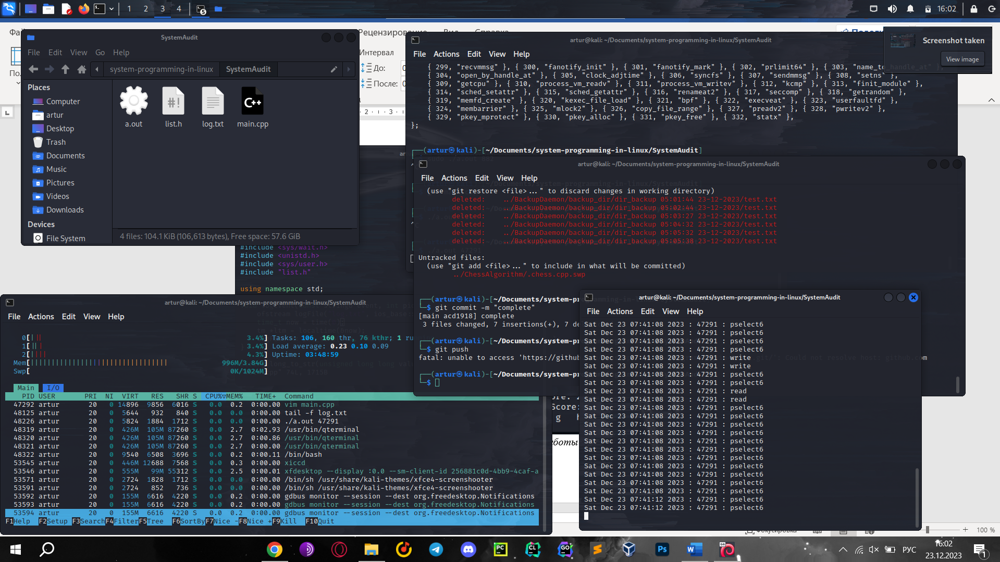 1 2 3 4
5
16:02
Рецензирование Вид Справка
Screenshot taken
View image
SystemAudit
File Edit View Go Help
system-programming-in-linux SystemAudit
Places
Computer
artur
Desktop
Trash
Documents
Music
Pictures
Videos
Downloads
Devices
File System
a.out
list.h
log.txt
main.cpp
4 files: 104.1 KiB (106,613 bytes), Free space: 57.6 GiB
Интервал
До:
После:
artur@kali: ~/Documents/system-programming-in-linux/SystemAudit
File Actions Edit View Help
{ 299, "recvmmsg" }, { 300, "fanotify_init" }, { 301, "fanotify_mark" }, { 302, "prlimit64" }, { 303, "name_to_handle_at" },
{ 304, "open_by_handle_at" }, { 305, "clock_adjtime" }, { 306, "syncfs" }, { 307, "sendmmsg" }, { 308, "setns" },
{ 309, "getcpu" }, { 310, "process_vm_readv" }, { 311, "process_vm_writev" }, { 312, "kcmp" }, { 313, "finit_module" },
{ 314, "sched_setattr" }, { 315, "sched_getattr" }, { 316, "renameat2" }, { 317, "seccomp" }, { 318, "getrandom" },
{ 319, "memfd_create" }, { 320, "kexec_file_load" }, { 321, "bpf" }, { 322, "execveat" }, { 323, "userfaultfd" },
{ 324, "membarrier" }, { 325, "mlock2" }, { 326, "copy_file_range" }, { 327, "preadv2" }, { 328, "pwritev2" },
{ 329, "pkey_mprotect" }, { 330, "pkey_alloc" }, { 331, "pkey_free" }, { 332, "statx" },
};
(artur㉿kali)-[~/Documents/system-programming-in-linux/SystemAudit]
artur@kali: ~/Documents/system-programming-in-linux/SystemAudit
File Actions Edit View Help
(use "git restore <file>..." to discard changes in working directory)
deleted: ../BackupDaemon/backup_dir/dir_backup 05:01:44 23-12-2023/test.txt
deleted: ../BackupDaemon/backup_dir/dir_backup 05:02:44 23-12-2023/test.txt
deleted: ../BackupDaemon/backup_dir/dir_backup 05:03:27 23-12-2023/test.txt
deleted: ../BackupDaemon/backup_dir/dir_backup 05:04:32 23-12-2023/test.txt
deleted: ../BackupDaemon/backup_dir/dir_backup 05:05:32 23-12-2023/test.txt
deleted: ../BackupDaemon/backup_dir/dir_backup 05:05:38 23-12-2023/test.txt
Untracked files:
(use "git add <file>..." to include in what will be committed)
../ChessAlgorithm/.chess.cpp.swp
(artur㉿kali)-[~/Documents/system-pr
$ git commit -m "complete"
[main acd1918] complete
3 files changed, 7 insertions(+), 7 de
(artur㉿kali)-[~/Documents/system-pr
$ git push
fatal: unable to access 'https://github
.git/': Could not resolve host: github.com
(artur㉿kali)-[~/Documents/system-pr
$
#include <sys/wait.h>
#include <unistd.h>
#include <sys/user.h>
#include "list.h"
using namespace std;
artur@kali: ~/Documents/system-programming-in-linux/SystemAudit
File Actions Edit View Help
0[||| 3.4%] Tasks: 106, 160 thr, 76 kthr; 1 ru
1[||| 3.4%] Load average: 0.23 0.10 0.09
2[|||| 4.3%] Uptime: 03:48:59
Mem[||||||||||||||||||||||||||||||||| 996M/3.84G]
Swp[ 0K/1024M]
Main I/O
PID USER PRI NI VIRT RES SHR S CPU%▽MEM% TIME+ Command
47292 artur 20 0 14896 9856 6016 S 0.0 0.2 0:00.00 vim main.cpp
48125 artur 20 0 5644 932 840 S 0.0 0.0 0:00.00 tail -f log.txt
48226 artur 20 0 5824 1884 1712 S 0.0 0.0 0:00.00 ./a.out 47291
48319 artur 20 0 426M 105M 87260 S 0.0 2.7 0:02.93 /usr/bin/qterminal
48320 artur 20 0 426M 105M 87260 S 0.0 2.7 0:00.86 /usr/bin/qterminal
48321 artur 20 0 426M 105M 87260 S 0.0 2.7 0:00.00 /usr/bin/qterminal
48322 artur 20 0 9540 6508 3696 S 0.0 0.2 0:00.11 /bin/bash
53545 artur 20 0 446M 12688 7568 S 0.0 0.3 0:00.00 xiccd
53546 artur 20 0 555M 99M 55312 S 0.0 2.5 0:00.01 xfdesktop --display :0.0 --sm-client-id 256881c0d-4bb9-4caf-a
53571 artur 20 0 2724 1828 1712 S 0.0 0.0 0:00.00 /bin/sh /usr/share/kali-themes/xfce4-screenshooter
53591 artur 20 0 2724 852 736 S 0.0 0.0 0:00.00 /bin/sh /usr/share/kali-themes/xfce4-screenshooter
53592 artur 20 0 155M 6616 4220 S 0.0 0.2 0:00.00 gdbus monitor --session --dest org.freedesktop.Notifications
53593 artur 20 0 155M 6616 4220 S 0.0 0.2 0:00.00 gdbus monitor --session --dest org.freedesktop.Notifications
53594 artur 20 0 155M 6616 4220 S 0.0 0.2 0:00.00 gdbus monitor --session --dest org.freedesktop.Notifications
F1Help F2Setup F3SearchF4FilterF5Tree F6SortByF7Nice -F8Nice +F9Kill F10Quit
Score:
g
аботы
artur@kali: ~/Documents/system-programming-in-linux/SystemAudit
File Actions Edit View Help
Sat Dec 23 07:41:08 2023 : 47291 : pselect6
Sat Dec 23 07:41:08 2023 : 47291 : pselect6
Sat Dec 23 07:41:08 2023 : 47291 : pselect6
Sat Dec 23 07:41:08 2023 : 47291 : pselect6
Sat Dec 23 07:41:08 2023 : 47291 : write
Sat Dec 23 07:41:08 2023 : 47291 : write
Sat Dec 23 07:41:08 2023 : 47291 : pselect6
Sat Dec 23 07:41:08 2023 : 47291 : pselect6
Sat Dec 23 07:41:08 2023 : 47291 : read
Sat Dec 23 07:41:08 2023 : 47291 : read
Sat Dec 23 07:41:08 2023 : 47291 : pselect6
Sat Dec 23 07:41:08 2023 : 47291 : pselect6
Sat Dec 23 07:41:08 2023 : 47291 : pselect6
Sat Dec 23 07:41:08 2023 : 47291 : pselect6
Sat Dec 23 07:41:08 2023 : 47291 : pselect6
Sat Dec 23 07:41:08 2023 : 47291 : pselect6
Sat Dec 23 07:41:08 2023 : 47291 : pselect6
Sat Dec 23 07:41:08 2023 : 47291 : pselect6
Sat Dec 23 07:41:08 2023 : 47291 : pselect6
Sat Dec 23 07:41:08 2023 : 47291 : pselect6
Sat Dec 23 07:41:08 2023 : 47291 : pselect6
Sat Dec 23 07:41:12 2023 : 47291 : pselect6
Sat Dec 23 07:41:12 2023 : 47291 : pselect6
Фокусировка
100 %
РУС
16:02
23.12.2023
1